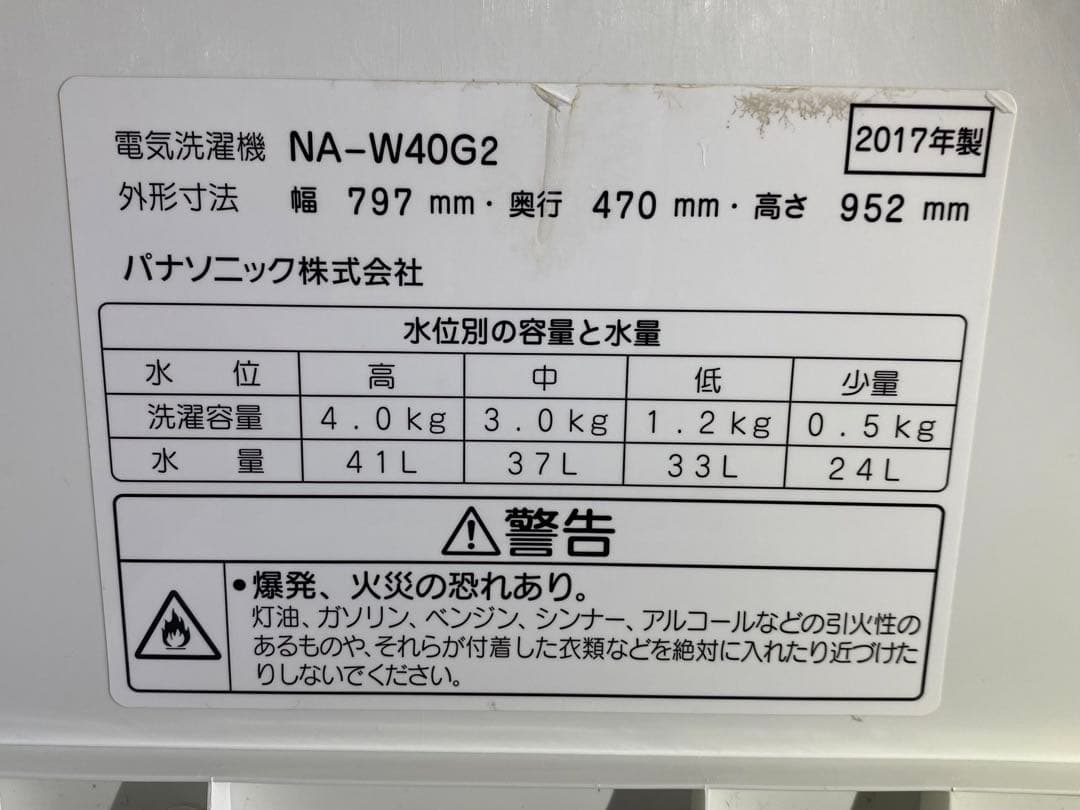 電気洗濯機 NA-W40G2
2017年製
外形寸法 幅 797 mm・奥行 470 mm・高さ 952 mm
パナソニック株式会社
水位別の容量と水量
水位 高 中 低 少量
洗濯容量 4.0kg 3.0kg 1.2kg 0.5kg
水量 41L 37L 33L 24L
警告
•爆発、火災の恐れあり。
灯油、ガソリン、ベンジン、シンナー、アルコールなどの引火性の
あるものや、それらが付着した衣類などを絶対に入れたり近づけた
りしないでください。